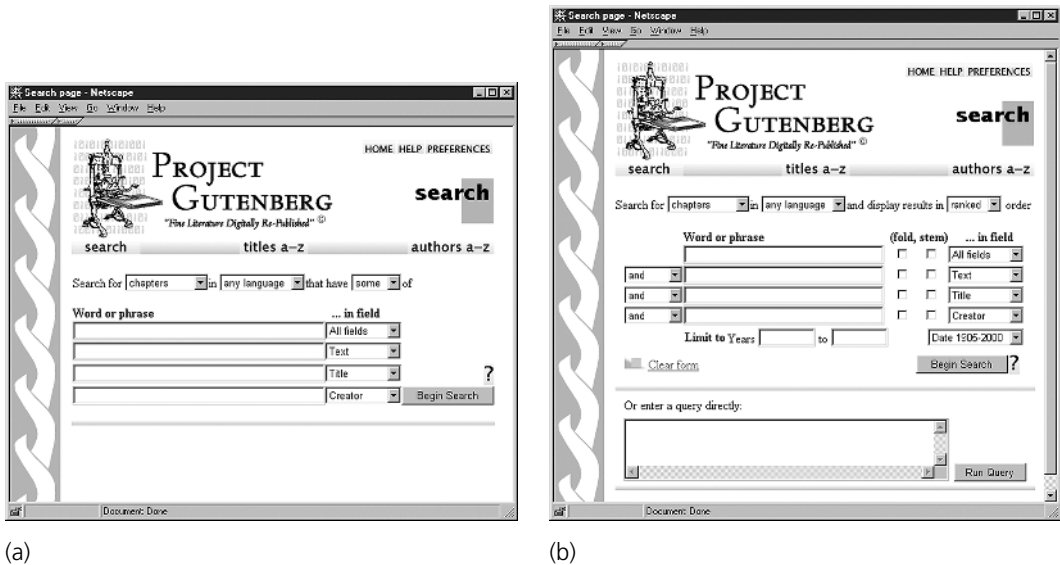 Search page - Netscape
File Edit View Go Window Help
HOME HELP PREFERENCES
PROJECT
GUTENBERG
"Fine Literature Digitally Re-Published" ©
search
search titles a–z authors a–z
Search for chapters in any language that have some of
Word or phrase ... in field
All fields
Text
Title
?
Creator Begin Search
Document: Done
(a)
Search page - Netscape
File Edit View Go Window Help
HOME HELP PREFERENCES
PROJECT
GUTENBERG
"Fine Literature Digitally Re-Published" ©
search
search titles a–z authors a–z
Search for chapters in any language and display results in ranked order
Word or phrase (fold, stem) ... in field
All fields
and Text
and Title
and Creator
Limit to Years to Date 1906-2000
Clear form Begin Search ?
Or enter a query directly:
Run Query
Document: Done
(b)